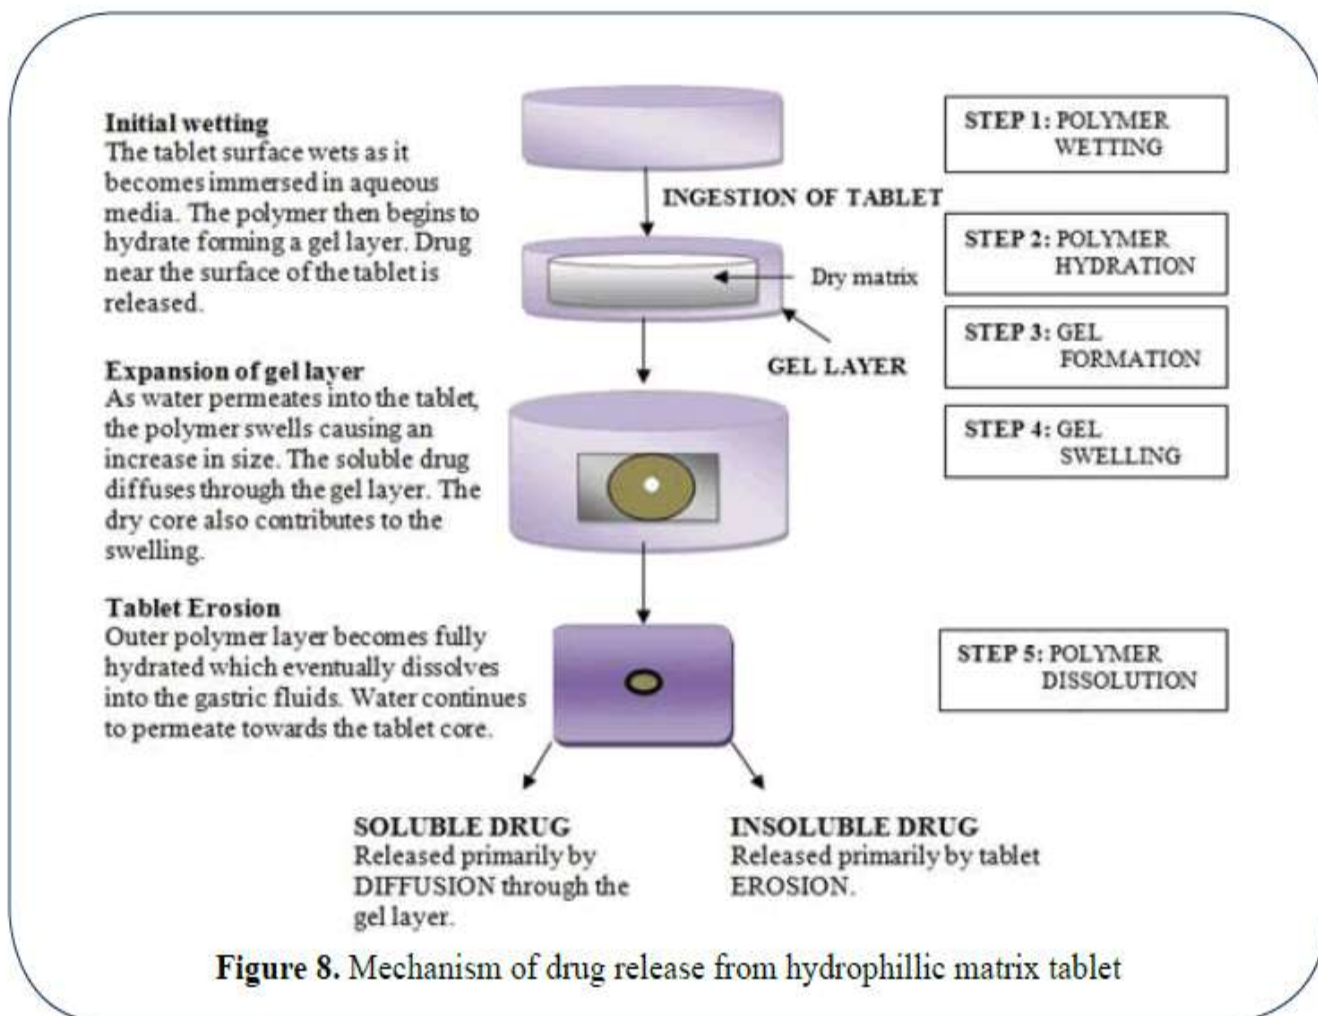 Initial wetting
The tablet surface wets as it
becomes immersed in aqueous
media. The polymer then begins to
hydrate forming a gel layer. Drug
near the surface of the tablet is
released.
Expansion of gel layer
As water permeates into the tablet,
the polymer swells causing an
increase in size. The soluble drug
diffuses through the gel layer. The
dry core also contributes to the
swelling.
Tablet Erosion
Outer polymer layer becomes fully
hydrated which eventually dissolves
into the gastric fluids. Water continues
to permeate towards the tablet core.
INGESTION OF TABLET
Dry matrix
GEL LAYER
STEP 1: POLYMER
WETTING
STEP 2: POLYMER
HYDRATION
STEP 3: GEL
FORMATION
STEP 4: GEL
SWELLING
STEP 5: POLYMER
DISSOLUTION
SOLUBLE DRUG
Released primarily by
DIFFUSION through the
gel layer.
INSOLUBLE DRUG
Released primarily by tablet
EROSION.
Figure 8. Mechanism of drug release from hydrophillic matrix tablet